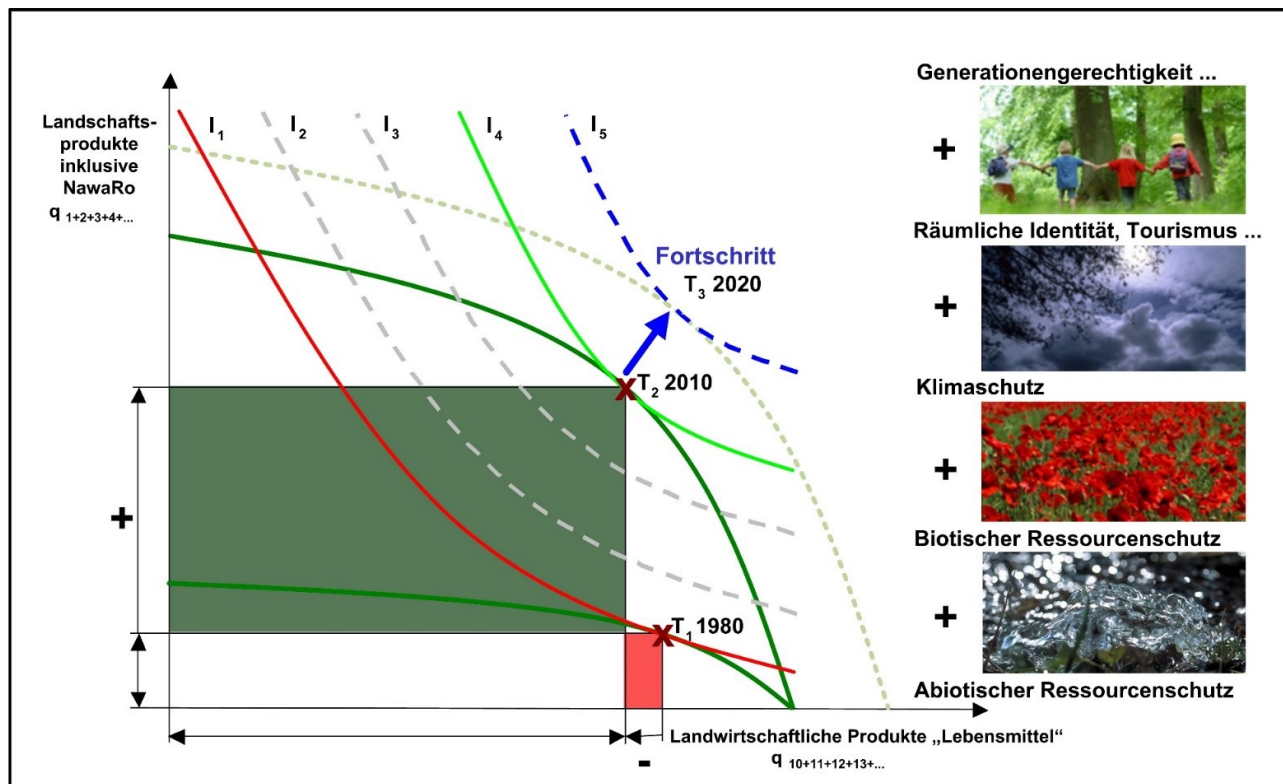 Landschafts-
produkte
inklusive
NawaRo
q 1+2+3+4+...
I1
I2
I3
I4
I5
Fortschritt
T3 2020
T2 2010
T1 1980
+
-
Landwirtschaftliche Produkte „Lebensmittel“
q 10+11+12+13+...
Generationengerechtigkeit ...
+
Räumliche Identität, Tourismus ...
+
Klimaschutz
+
Biotischer Ressourcenschutz
+
Abiotischer Ressourcenschutz